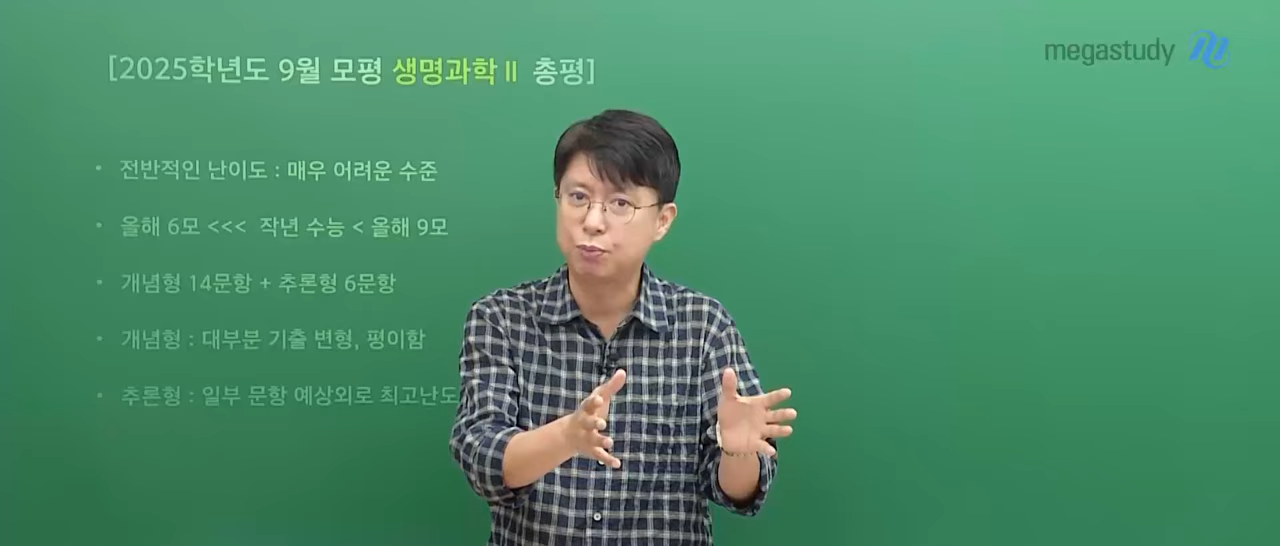 [2025학년도 9월 모평 생명과학Ⅱ 총평]
megastudy
• 전반적인 난이도 : 매우 어려운 수준
• 올해 6모 <<< 작년 수능 < 올해 9모
• 개념형 14문항 + 추론형 6문항
• 개념형 : 대부분 기출 변형, 평이함
• 추론형 : 일부 문항 예상외로 최고난도